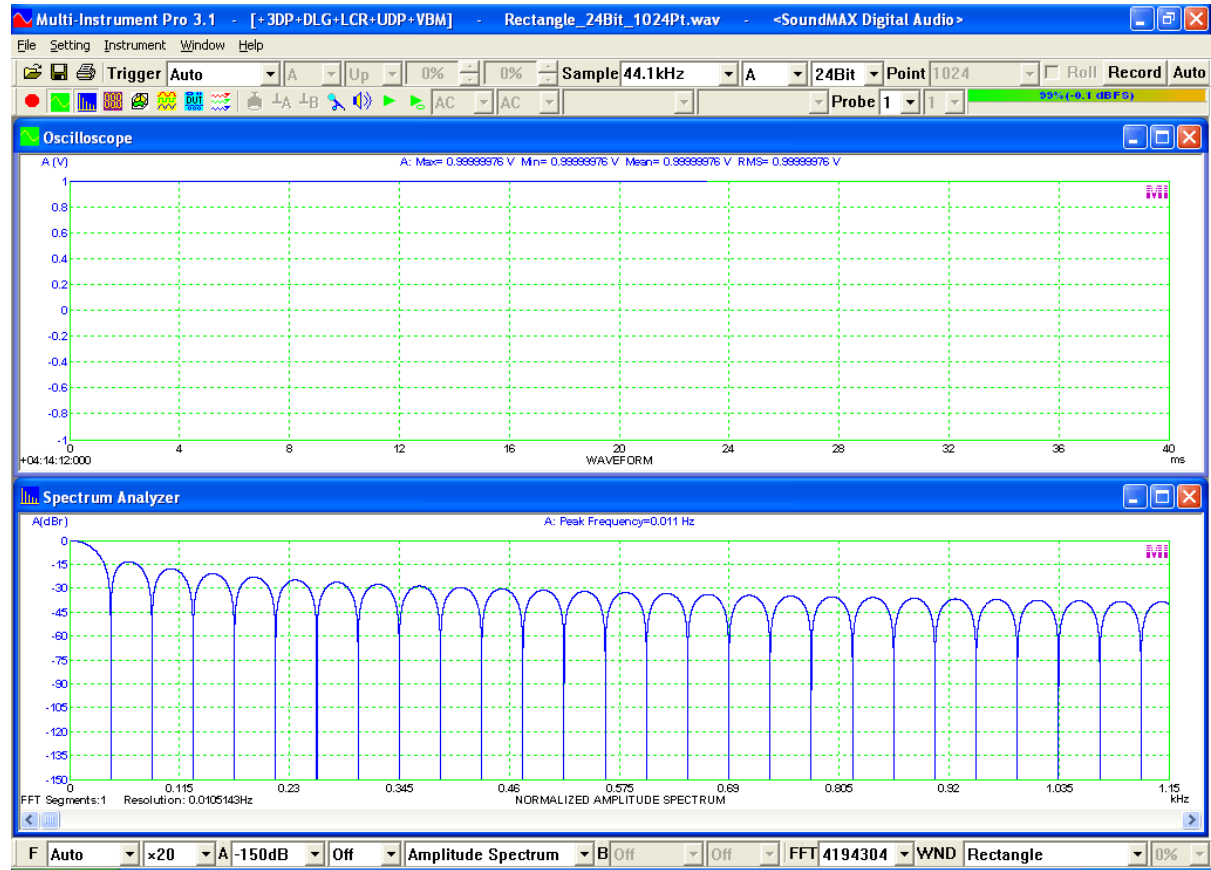 Multi-Instrument Pro 3.1 - [+3DP+DLG+LCR+UDP+VBM] - Rectangle_24Bit_1024Pt.wav - <SoundMAX Digital Audio>
File Setting Instrument Window Help
Trigger Auto A Up 0% 0% Sample 44.1kHz A 24Bit Point 1024 Roll Record Auto
DUT A B AC AC Probe 1 1 99%(-0.1 dBFS)
Oscilloscope
A (V) A: Max= 0.99999976 V Min= 0.99999976 V Mean= 0.99999976 V RMS= 0.99999976 V
1 MI
0.8
0.6
0.4
0.2
0
-0.2
-0.4
-0.6
-0.8
-1
0 4 8 12 16 20 24 28 32 36 40
+04:14:12:000 WAVEFORM ms
Spectrum Analyzer
A(dBr) A: Peak Frequency=0.011 Hz
0 MI
-15
-30
-45
-60
-75
-90
-105
-120
-135
-150
0 0.115 0.23 0.345 0.46 0.575 0.69 0.805 0.92 1.035 1.15
FFT Segments:1 Resolution: 0.0105143Hz NORMALIZED AMPLITUDE SPECTRUM kHz
F Auto ×20 A -150dB Off Amplitude Spectrum B Off Off FFT 4194304 WND Rectangle 0%